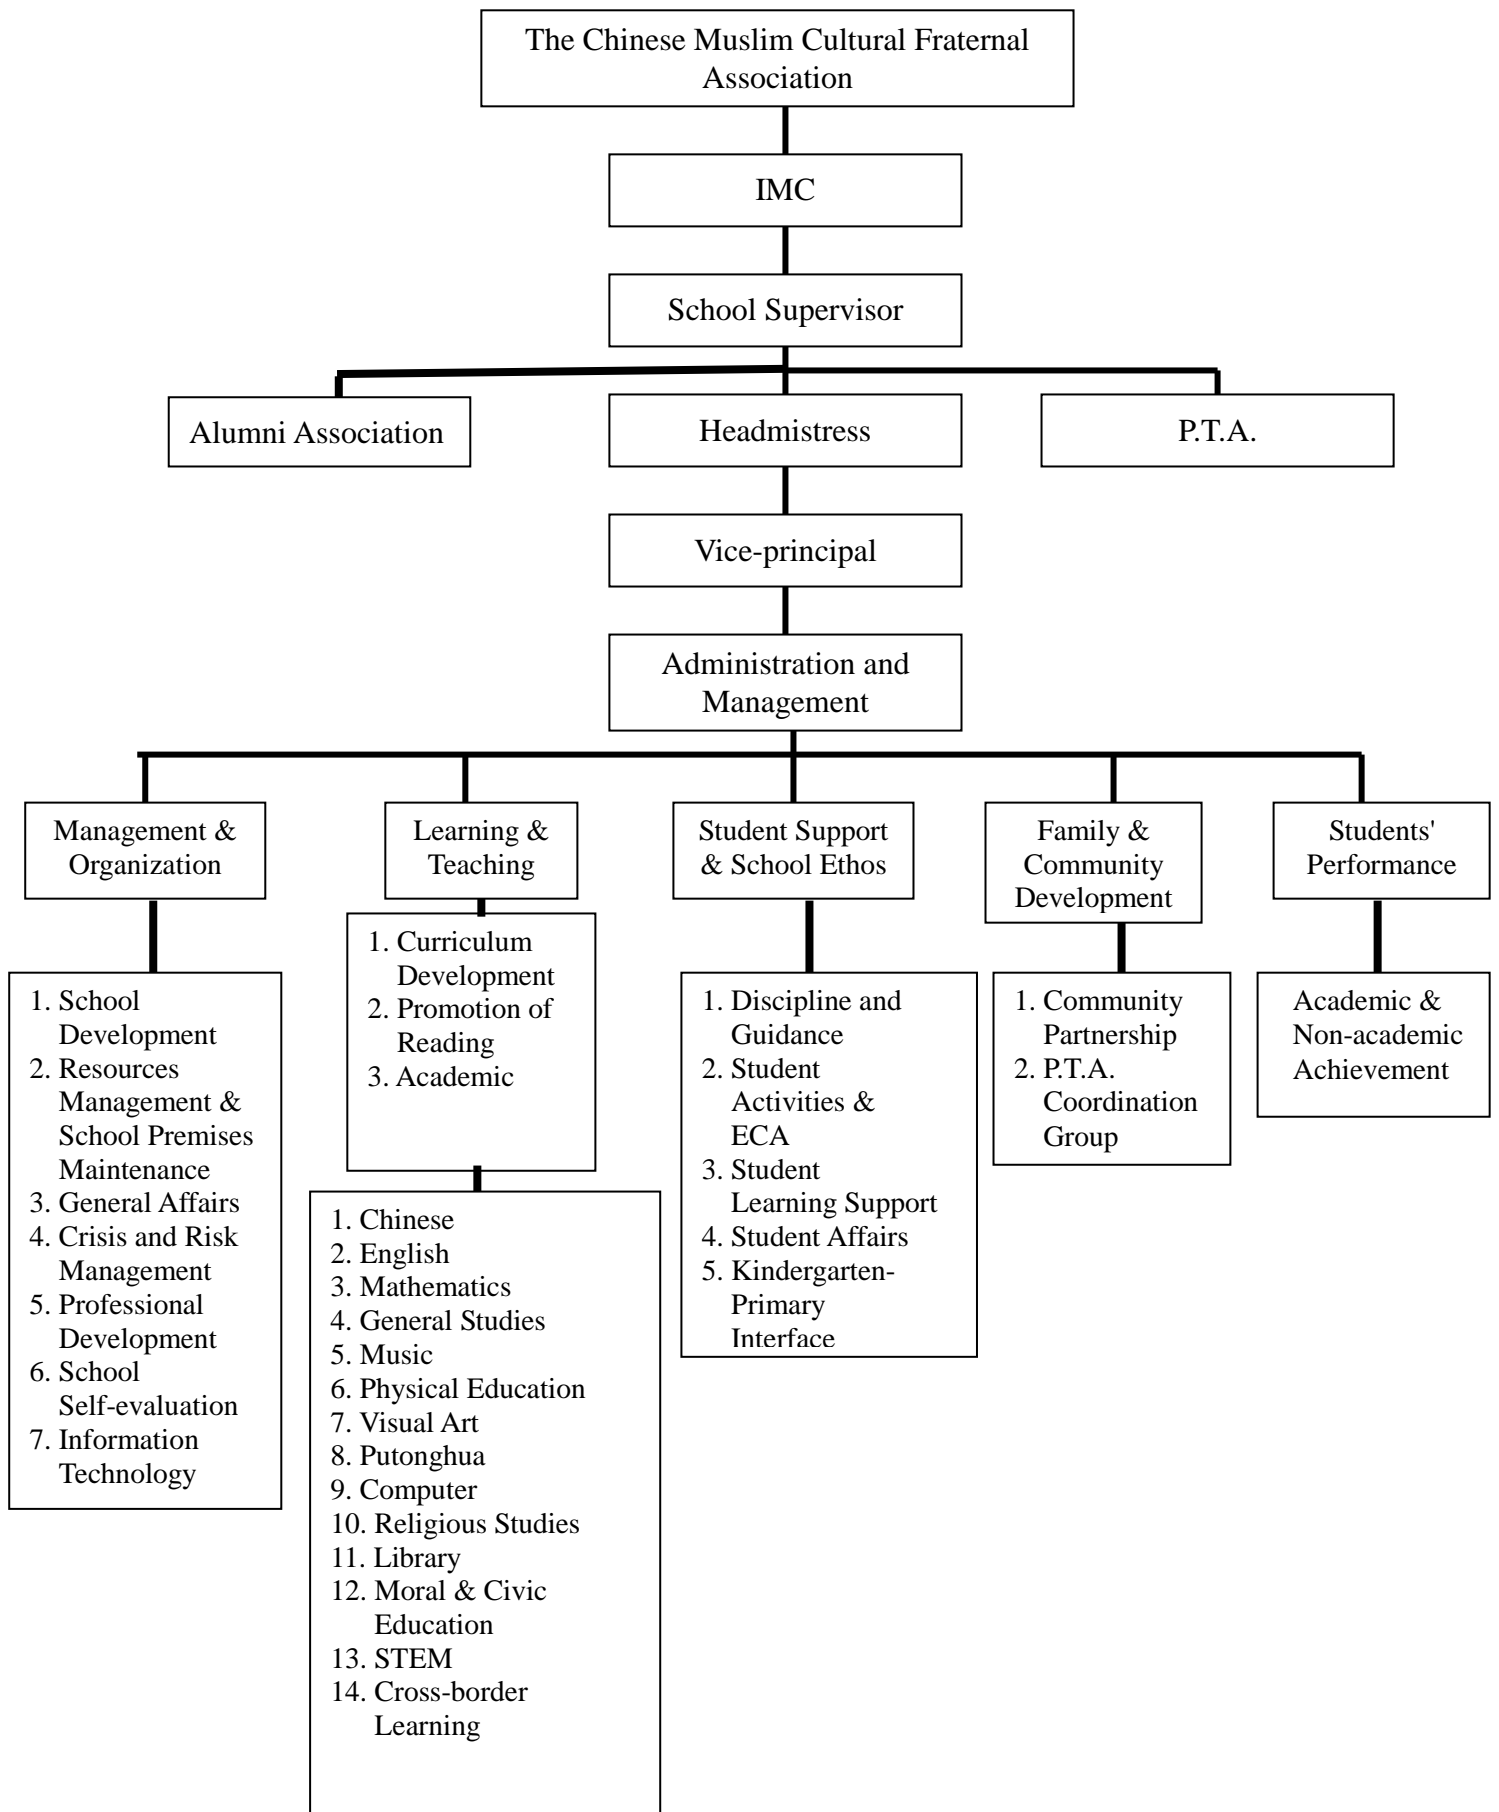 The Chinese Muslim Cultural Fraternal
Association
IMC
School Supervisor
Alumni Association
Headmistress
P.T.A.
Vice-principal
Administration and
Management
Management &
Organization
Learning &
Teaching
Student Support
& School Ethos
Family &
Community
Development
Students'
Performance
1. School
Development
2. Resources
Management &
School Premises
Maintenance
3. General Affairs
4. Crisis and Risk
Management
5. Professional
Development
6. School
Self-evaluation
7. Information
Technology
1. Curriculum
Development
2. Promotion of
Reading
3. Academic
1. Chinese
2. English
3. Mathematics
4. General Studies
5. Music
6. Physical Education
7. Visual Art
8. Putonghua
9. Computer
10. Religious Studies
11. Library
12. Moral & Civic
Education
13. STEM
14. Cross-border
Learning
1. Discipline and
Guidance
2. Student
Activities &
ECA
3. Student
Learning Support
4. Student Affairs
5. Kindergarten-
Primary
Interface
1. Community
Partnership
2. P.T.A.
Coordination
Group
Academic &
Non-academic
Achievement